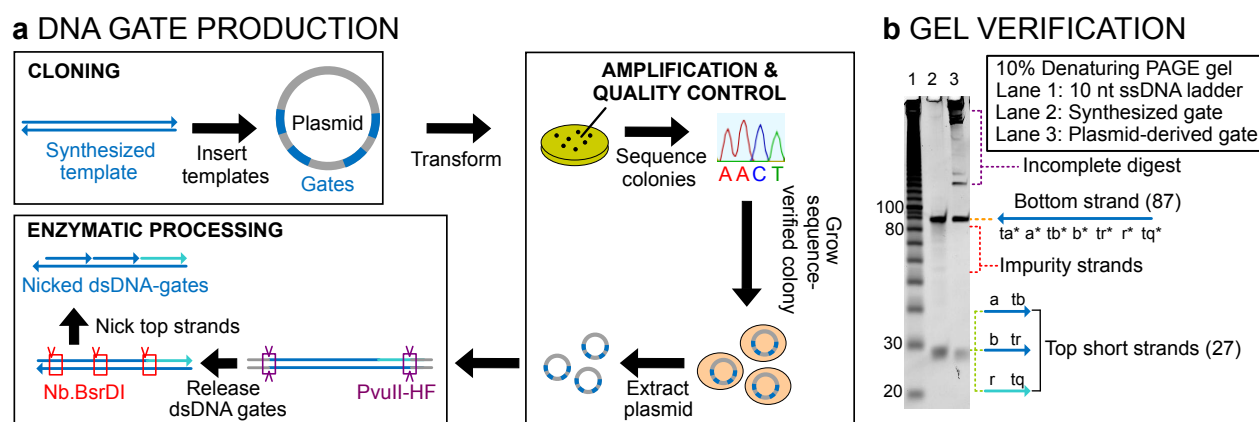 a DNA GATE PRODUCTION
CLONING
Synthesized
template
Insert
templates
Plasmid
Gates
Transform
AMPLIFICATION &
QUALITY CONTROL
Sequence
colonies
A A C T
Grow
sequence-
verified colony
Extract
plasmid
ENZYMATIC PROCESSING
Nicked dsDNA-gates
Nick top strands
Nb.BsrDI
Release
dsDNA gates
PvuII-HF
b GEL VERIFICATION
1 2 3
10% Denaturing PAGE gel
Lane 1: 10 nt ssDNA ladder
Lane 2: Synthesized gate
Lane 3: Plasmid-derived gate
Incomplete digest
100
80
30
20
Bottom strand (87)
ta* a* tb* b* tr* r* tq*
Impurity strands
a tb
b tr
r tq
Top short strands (27)